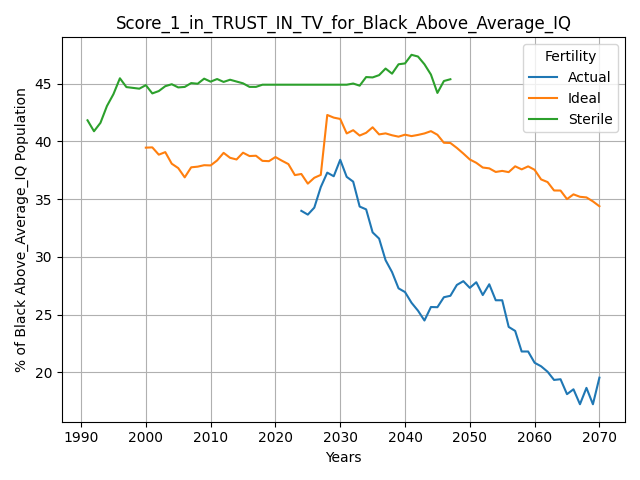 Score_1_in_TRUST_IN_TV_for_Black_Above_Average_IQ
% of Black Above_Average_IQ Population
45
40
35
30
25
20
Fertility
Actual
Ideal
Sterile
1990 2000 2010 2020 2030 2040 2050 2060 2070
Years